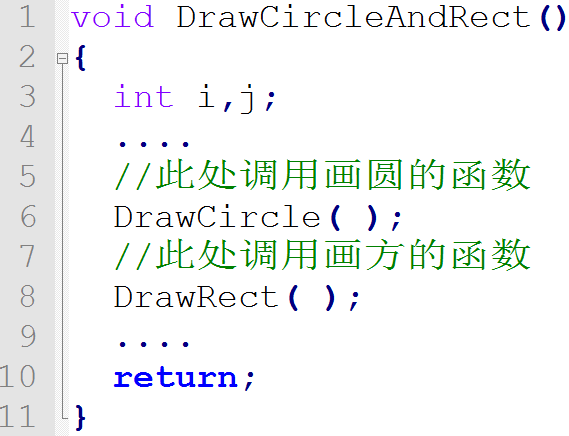 1 void DrawCircleAndRect()
2 {
3 int i,j;
4 ....
5 //此处调用画圆的函数
6 DrawCircle( );
7 //此处调用画方的函数
8 DrawRect( );
9 ....
10 return;
11 }